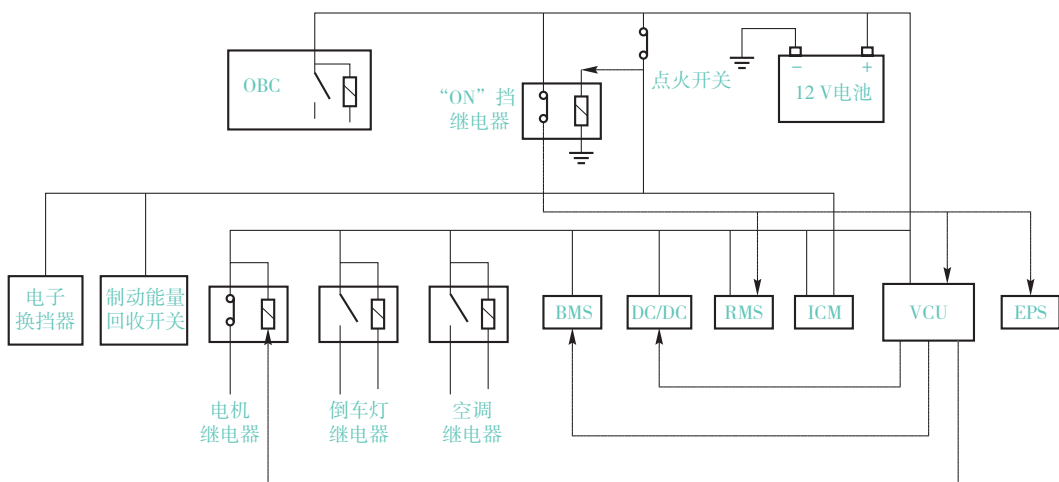 OBC
“ON”挡
继电器
点火开关
− +
12 V电池
电子
换挡器
制动能量
回收开关
BMS
DC/DC
RMS
ICM
VCU
EPS
电机
继电器
倒车灯
继电器
空调
继电器